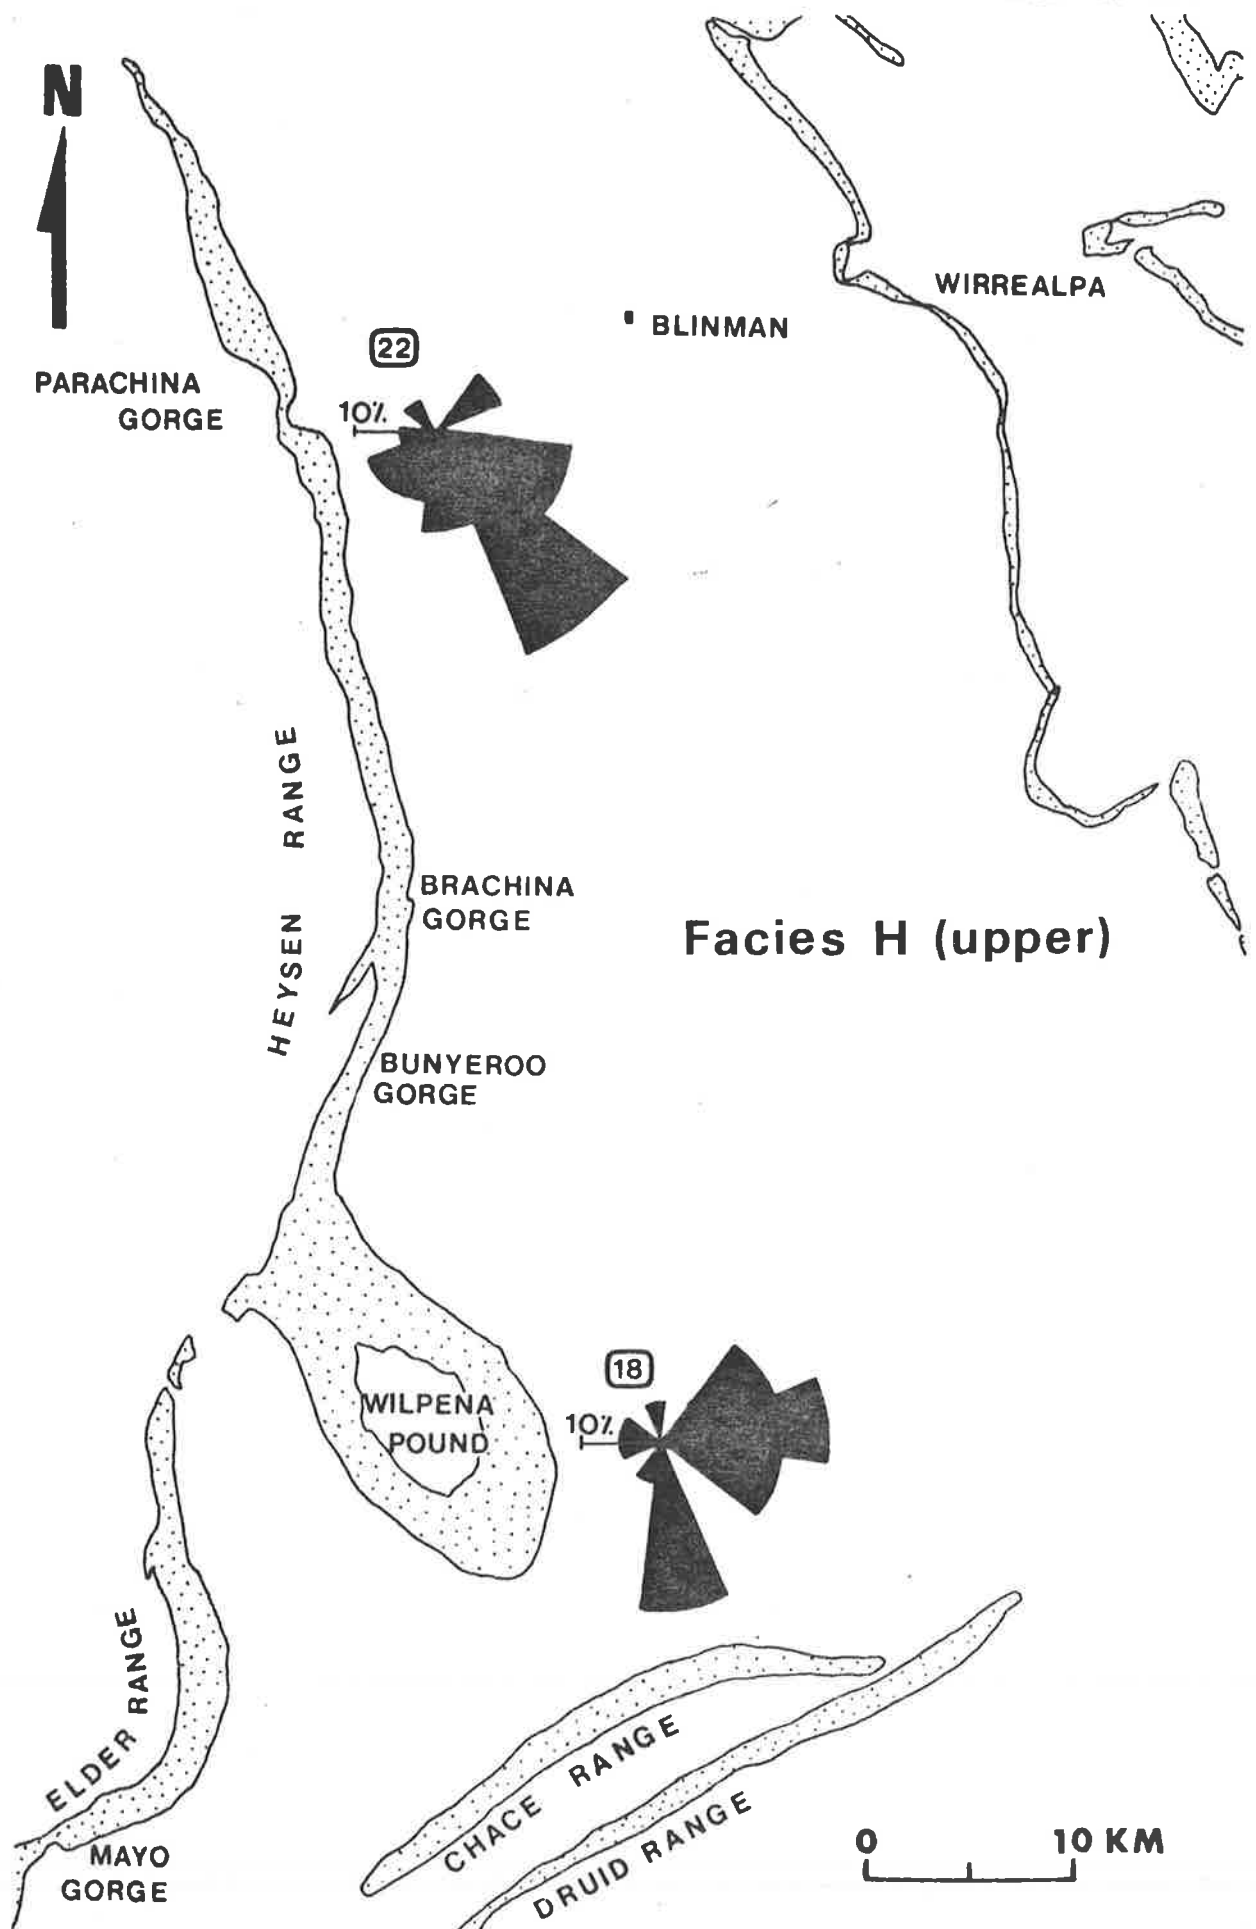 N
WIRREALPA
BLINMAN
22
PARACHINA
GORGE
10%
HEYSEN RANGE
BRACHINA
GORGE
Facies H (upper)
BUNYEROO
GORGE
18
WILPENA
POUND
10%
ELDER RANGE
CHACE RANGE
DRUID RANGE
MAYO
GORGE
0 10 KM